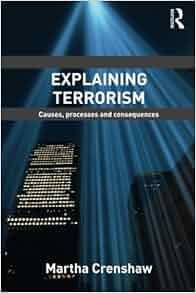 R
EXPLAINING
TERRORISM
Causes, processes and consequences
Martha Crenshaw